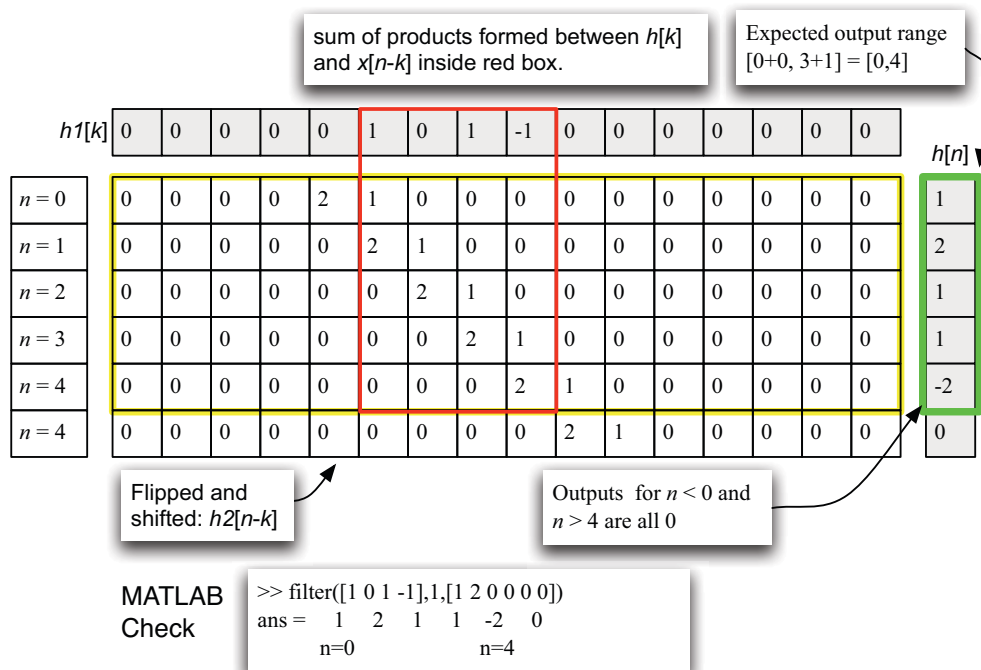 sum of products formed between h[k]
and x[n-k] inside red box.
Expected output range
[0+0, 3+1] = [0,4]
h1[k] 0 0 0 0 0 1 0 1 -1 0 0 0 0 0 0 0
h[n]
n = 0 0 0 0 0 2 1 0 0 0 0 0 0 0 0 0 0 1
n = 1 0 0 0 0 0 2 1 0 0 0 0 0 0 0 0 0 2
n = 2 0 0 0 0 0 0 2 1 0 0 0 0 0 0 0 0 1
n = 3 0 0 0 0 0 0 0 2 1 0 0 0 0 0 0 0 1
n = 4 0 0 0 0 0 0 0 0 2 1 0 0 0 0 0 0 -2
n = 4 0 0 0 0 0 0 0 0 0 2 1 0 0 0 0 0 0
Flipped and
shifted: h2[n-k]
Outputs for n < 0 and
n > 4 are all 0
MATLAB
Check
>> filter([1 0 1 -1],1,[1 2 0 0 0 0])
ans = 1 2 1 1 -2 0
n=0 n=4